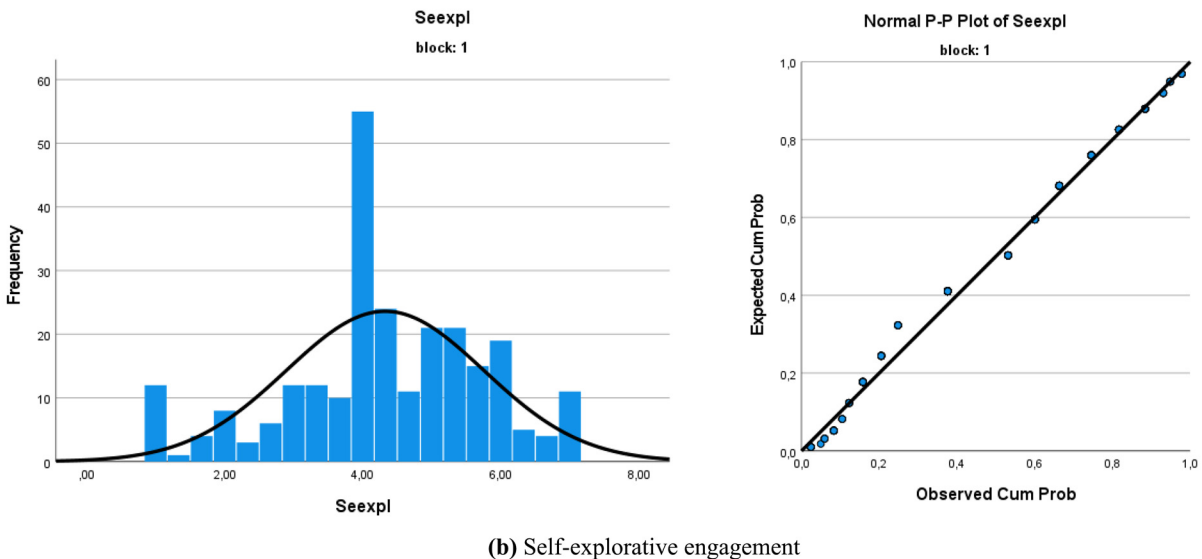 Seexpl
block: 1
60
50
40
30
20
10
0
Frequency
,00
2,00
4,00
6,00
8,00
Seexpl
Normal P-P Plot of Seexpl
block: 1
1,0
0,8
0,6
0,4
0,2
0,0
Expected Cum Prob
0,0
0,2
0,4
0,6
0,8
1,0
Observed Cum Prob
(b) Self-explorative engagement